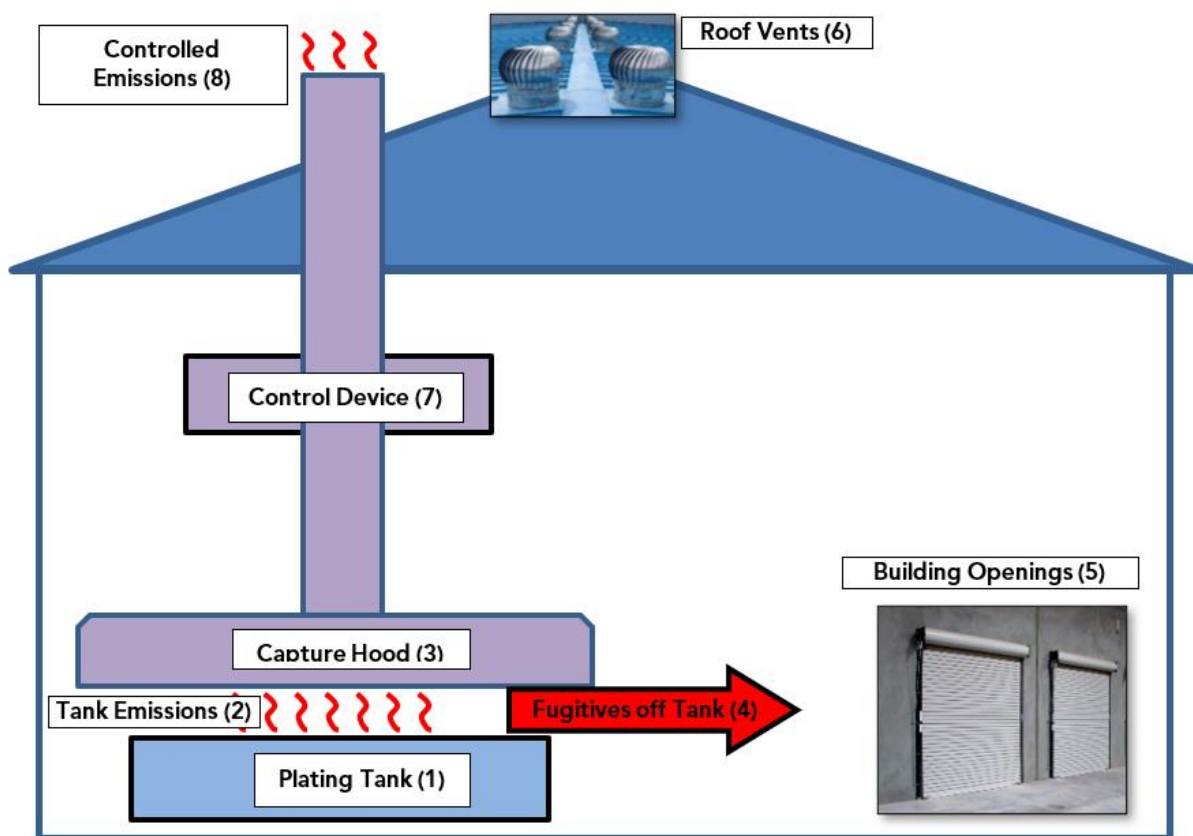 Controlled
Emissions (8)
Roof Vents (6)
Control Device (7)
Building Openings (5)
Capture Hood (3)
Tank Emissions (2)
Fugitives off Tank (4)
Plating Tank (1)